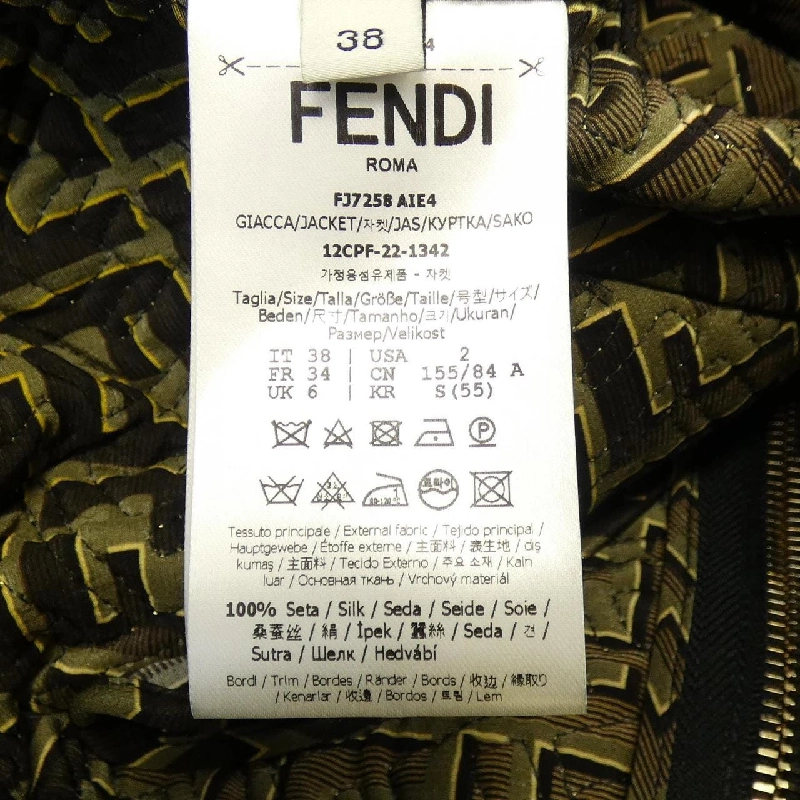 38
4
FENDI
ROMA
FJ7258 AIE4
GIACCA/JACKET/자켓/JAS/КУРТКА/SAKO
12CPF-22-1342
가정용섬유제품 - 자켓
Taglia/Size/Talla/Größe/Taille/号型/サイズ/
Beden/尺寸/Tamanho/크기/Ukuran/
Размер/Velikost
IT 38 | USA 2
FR 34 | CN 155/84 A
UK 6 | KR S(55)
P
Tessuto principale / External fabric / Tejido principal /
Hauptgewebe / Étoffe externe / 主面料 / 表生地 / dış
kumaş / 主面料 / Tecido Externo / 주요 소재 / Kain
luar / Основная ткань / Vrchový materiál
100% Seta / Silk / Seda / Seide / Soie /
桑蚕丝 / 絹 / İpek / 蠶絲 / Seda / 견 /
Sutra / Шелк / Hedvábí
Bordi / Trim / Bordes / Ränder / Bords / 收边 / 縁取り
/ Kenarlar / 收邊 / Bordos / 트림 / Lem